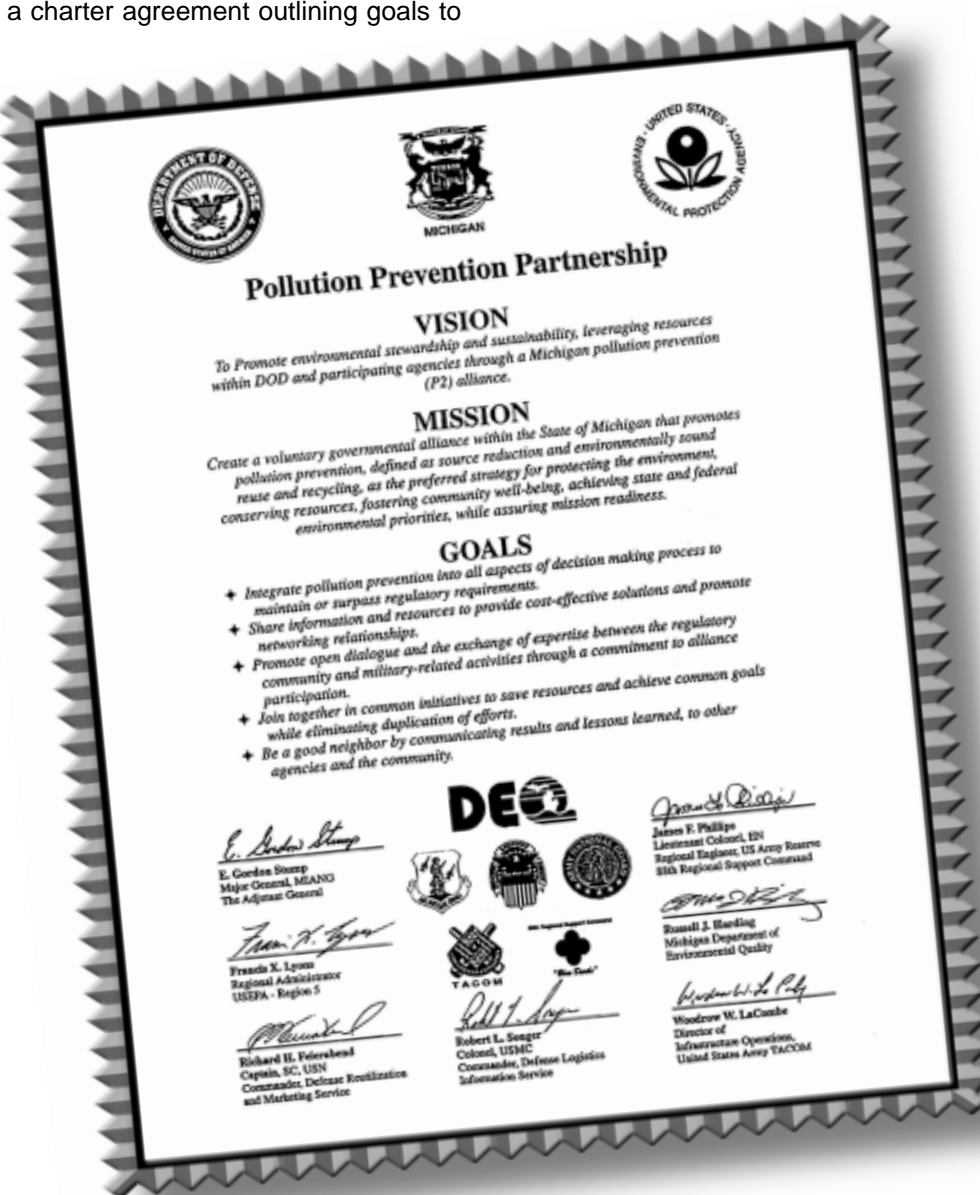 a charter agreement outlining goals to
DEPARTMENT OF DEFENSE
UNITED STATES OF AMERICA
MICHIGAN
UNITED STATES
ENVIRONMENTAL PROTECTION AGENCY
Pollution Prevention Partnership
VISION
To Promote environmental stewardship and sustainability, leveraging resources
within DOD and participating agencies through a Michigan pollution prevention
(P2) alliance.
MISSION
Create a voluntary governmental alliance within the State of Michigan that promotes
pollution prevention, defined as source reduction and environmentally sound
reuse and recycling, as the preferred strategy for protecting the environment,
conserving resources, fostering community well-being, achieving state and federal
environmental priorities, while assuring mission readiness.
GOALS
Integrate pollution prevention into all aspects of decision making process to
maintain or surpass regulatory requirements.
Share information and resources to provide cost-effective solutions and promote
networking relationships.
Promote open dialogue and the exchange of expertise between the regulatory
community and military-related activities through a commitment to alliance
participation.
Join together in common initiatives to save resources and achieve common goals
while eliminating duplication of efforts.
Be a good neighbor by communicating results and lessons learned, to other
agencies and the community.
DEQ
E. Gordon Stump
E. Gordon Stump
Major General, MIANG
The Adjutant General
James F. Phillips
Lieutenant Colonel, EN
Regional Engineer, US Army Reserve
88th Regional Support Command
Francis X. Lyons
Francis X. Lyons
Regional Administrator
USEPA - Region 5
TACOM
88th Regional Support Command
"Blue Devils"
Russell J. Harding
Michigan Department of
Environmental Quality
Richard H. Feierabend
Captain, SC, USN
Commander, Defense Reutilization
and Marketing Service
Robert L. Songer
Colonel, USMC
Commander, Defense Logistics
Information Service
Woodrow W. LaCombe
Director of
Infrastructure Operations,
United States Army TACOM